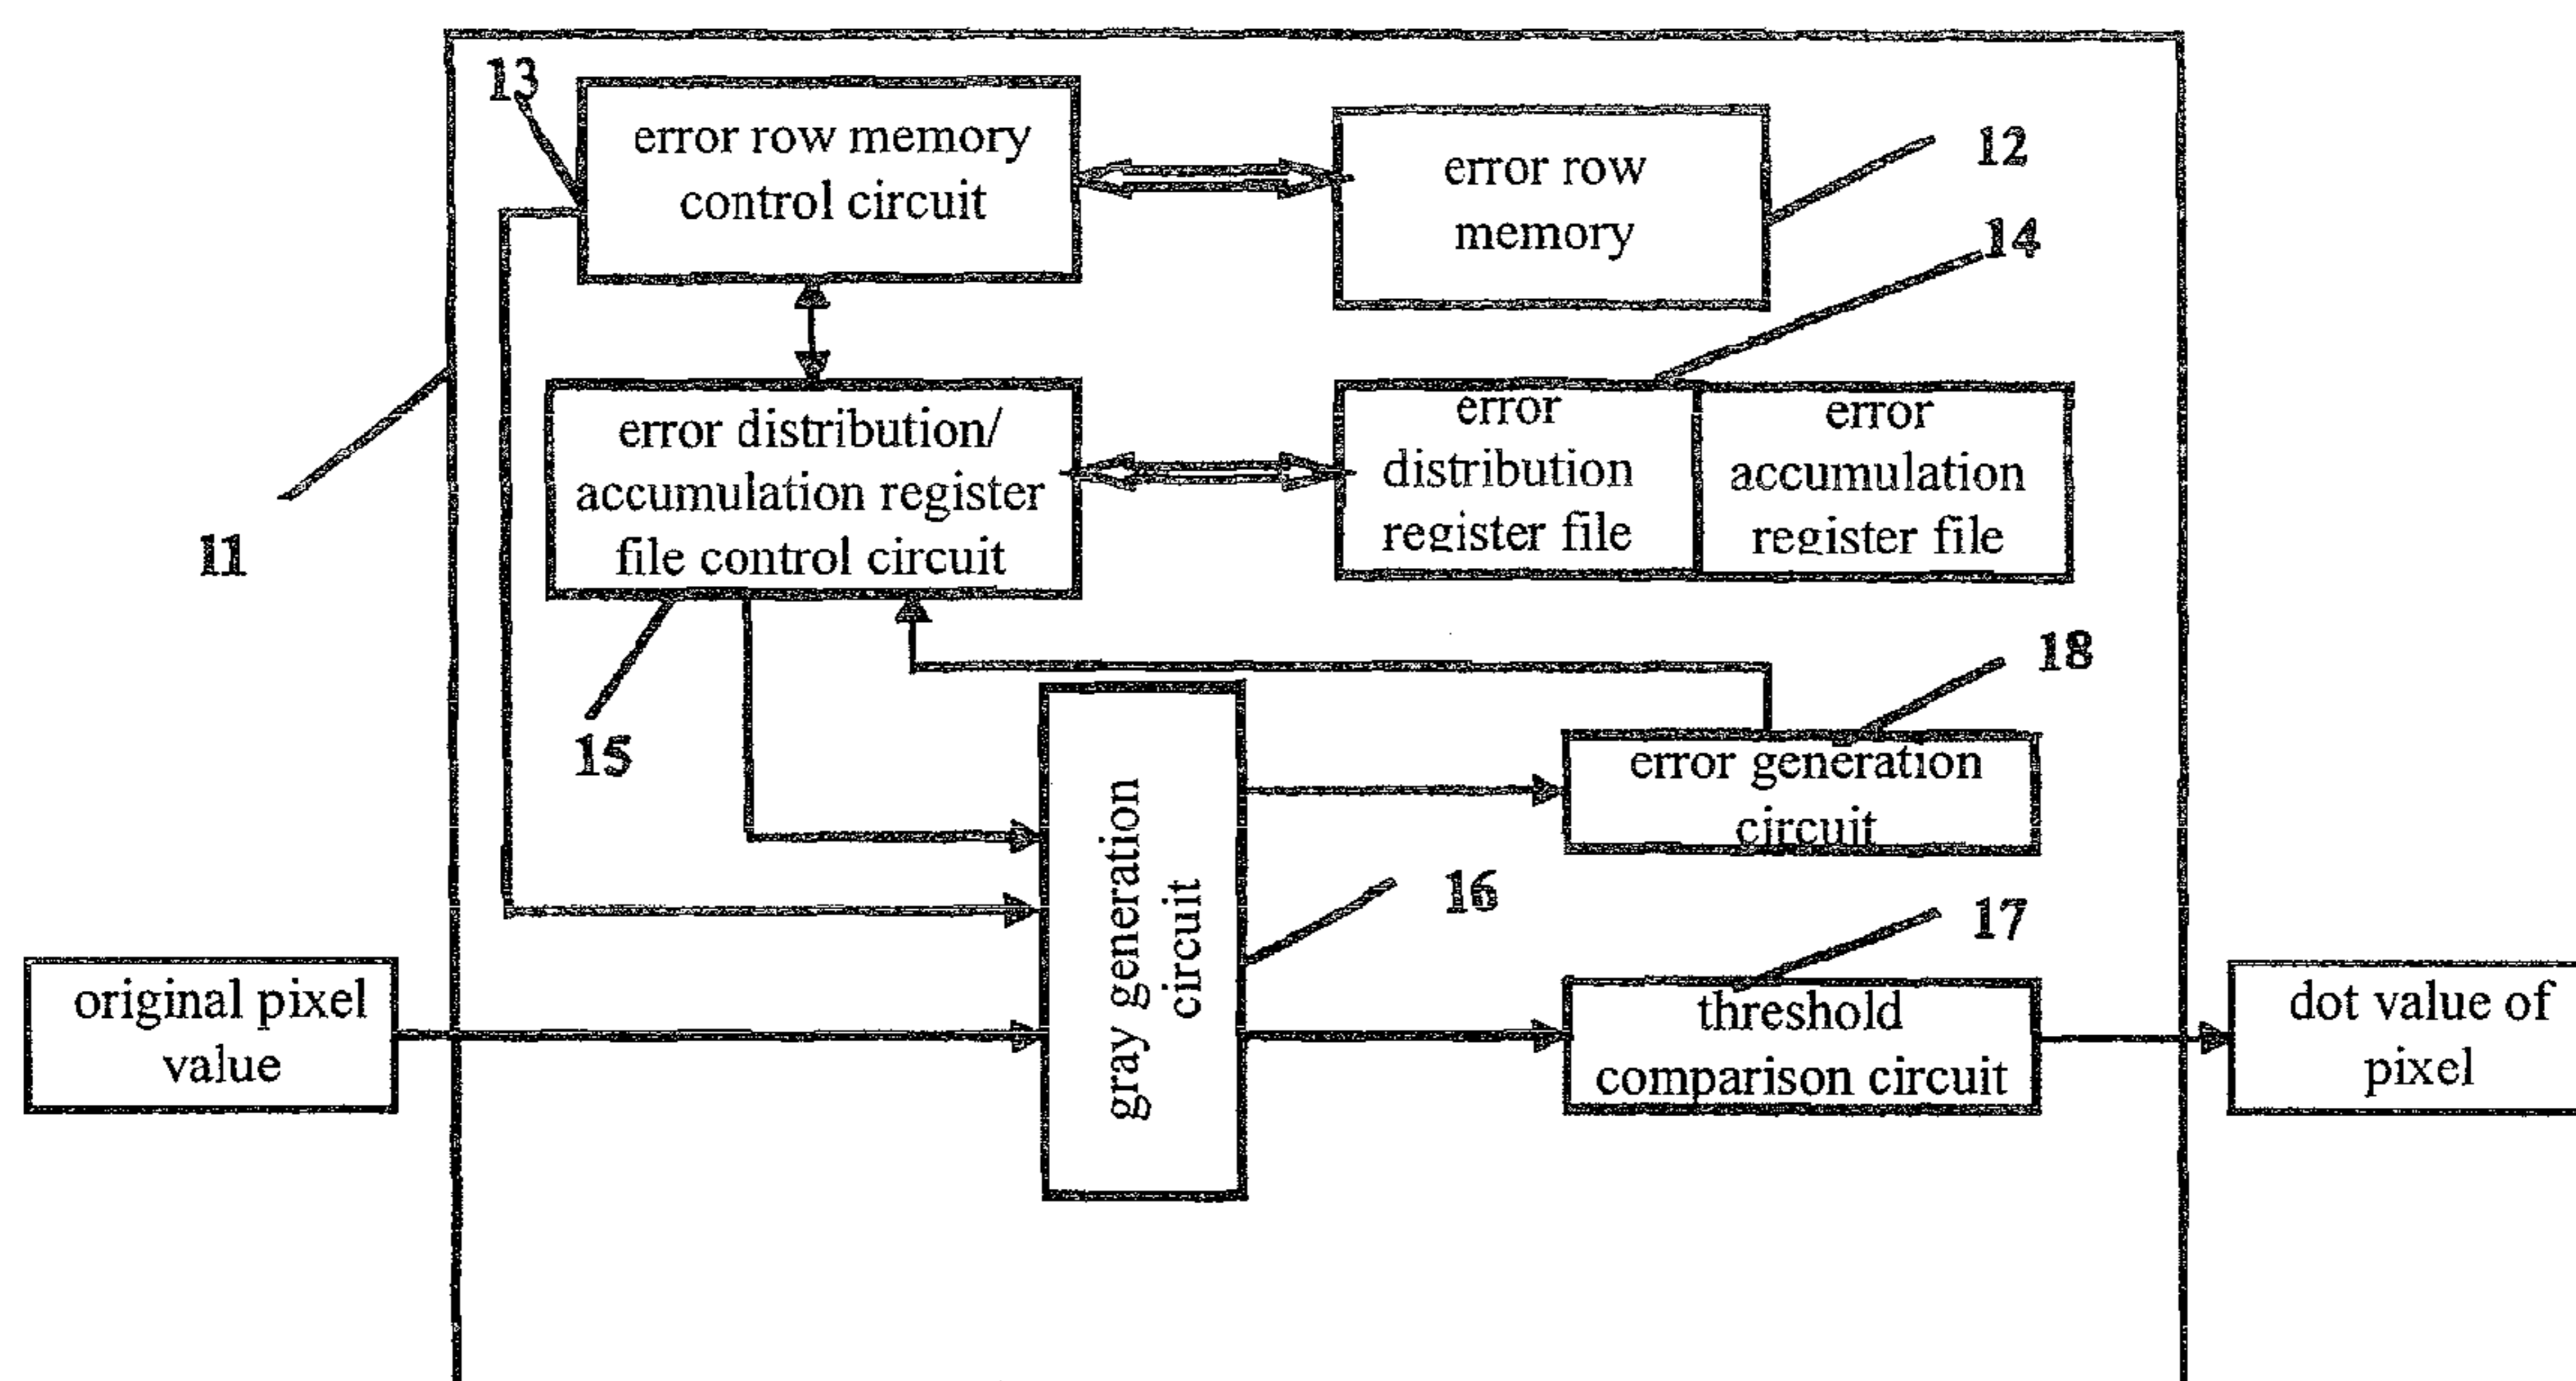 13
error row memory
control circuit
error row
memory
12
14
error distribution/
accumulation register
file control circuit
error
distribution
register file
error
accumulation
register file
11
15
18
error generation
circuit
gray generation
circuit
16
17
original pixel
value
threshold
comparison circuit
dot value of
pixel